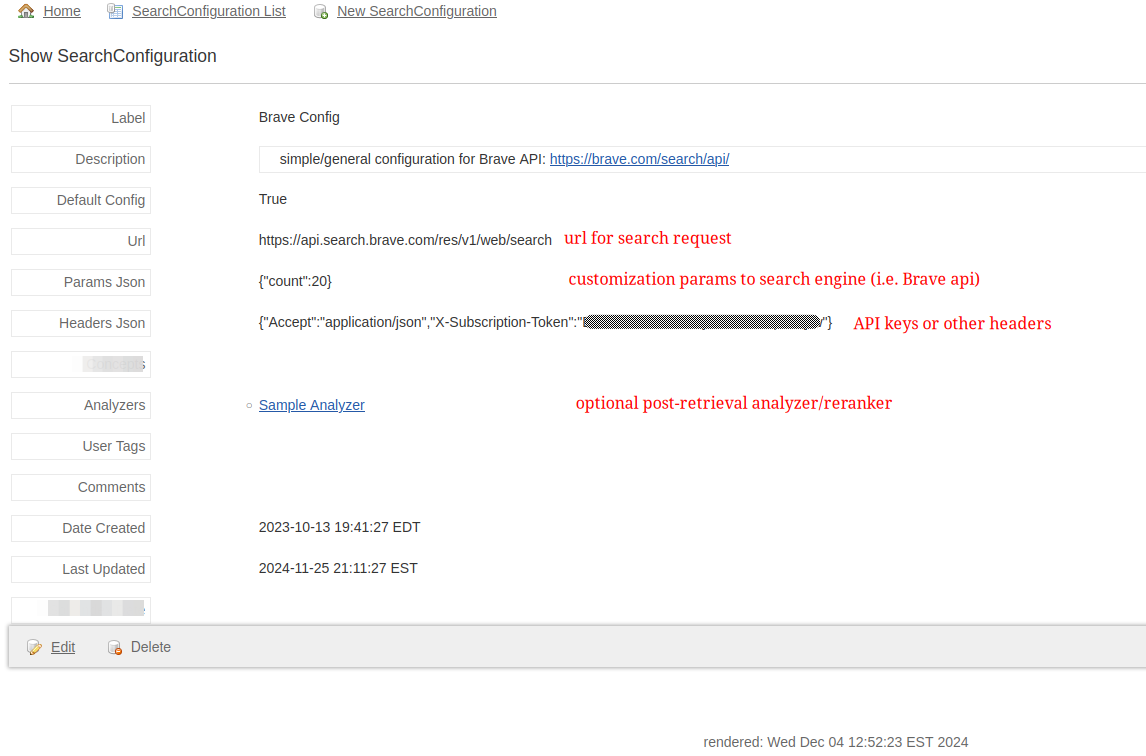 Home SearchConfiguration List New SearchConfiguration
Show SearchConfiguration
Label Brave Config
Description simple/general configuration for Brave API: https://brave.com/search/api/
Default Config True
Url https://api.search.brave.com/res/v1/web/search url for search request
Params Json {"count":20} customization params to search engine (i.e. Brave api)
Headers Json {"Accept":"application/json","X-Subscription-Token":" "} API keys or other headers
Analyzers Sample Analyzer optional post-retrieval analyzer/reranker
User Tags
Comments
Date Created 2023-10-13 19:41:27 EDT
Last Updated 2024-11-25 21:11:27 EST
Edit Delete
rendered: Wed Dec 04 12:52:23 EST 2024